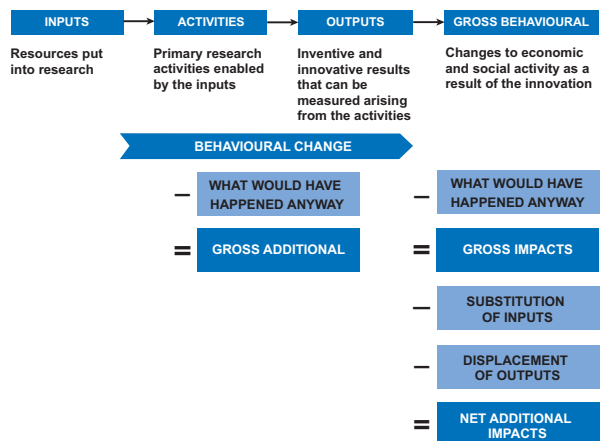 INPUTS
ACTIVITIES
OUTPUTS
GROSS BEHAVIOURAL
Resources put
into research
Primary research
activities enabled
by the inputs
Inventive and
innovative results
that can be
measured arising
from the activities
Changes to economic
and social activity as a
result of the innovation
BEHAVIOURAL CHANGE
– WHAT WOULD HAVE
HAPPENED ANYWAY
= GROSS ADDITIONAL
– WHAT WOULD HAVE
HAPPENED ANYWAY
= GROSS IMPACTS
– SUBSTITUTION
OF INPUTS
– DISPLACEMENT
OF OUTPUTS
= NET ADDITIONAL
IMPACTS